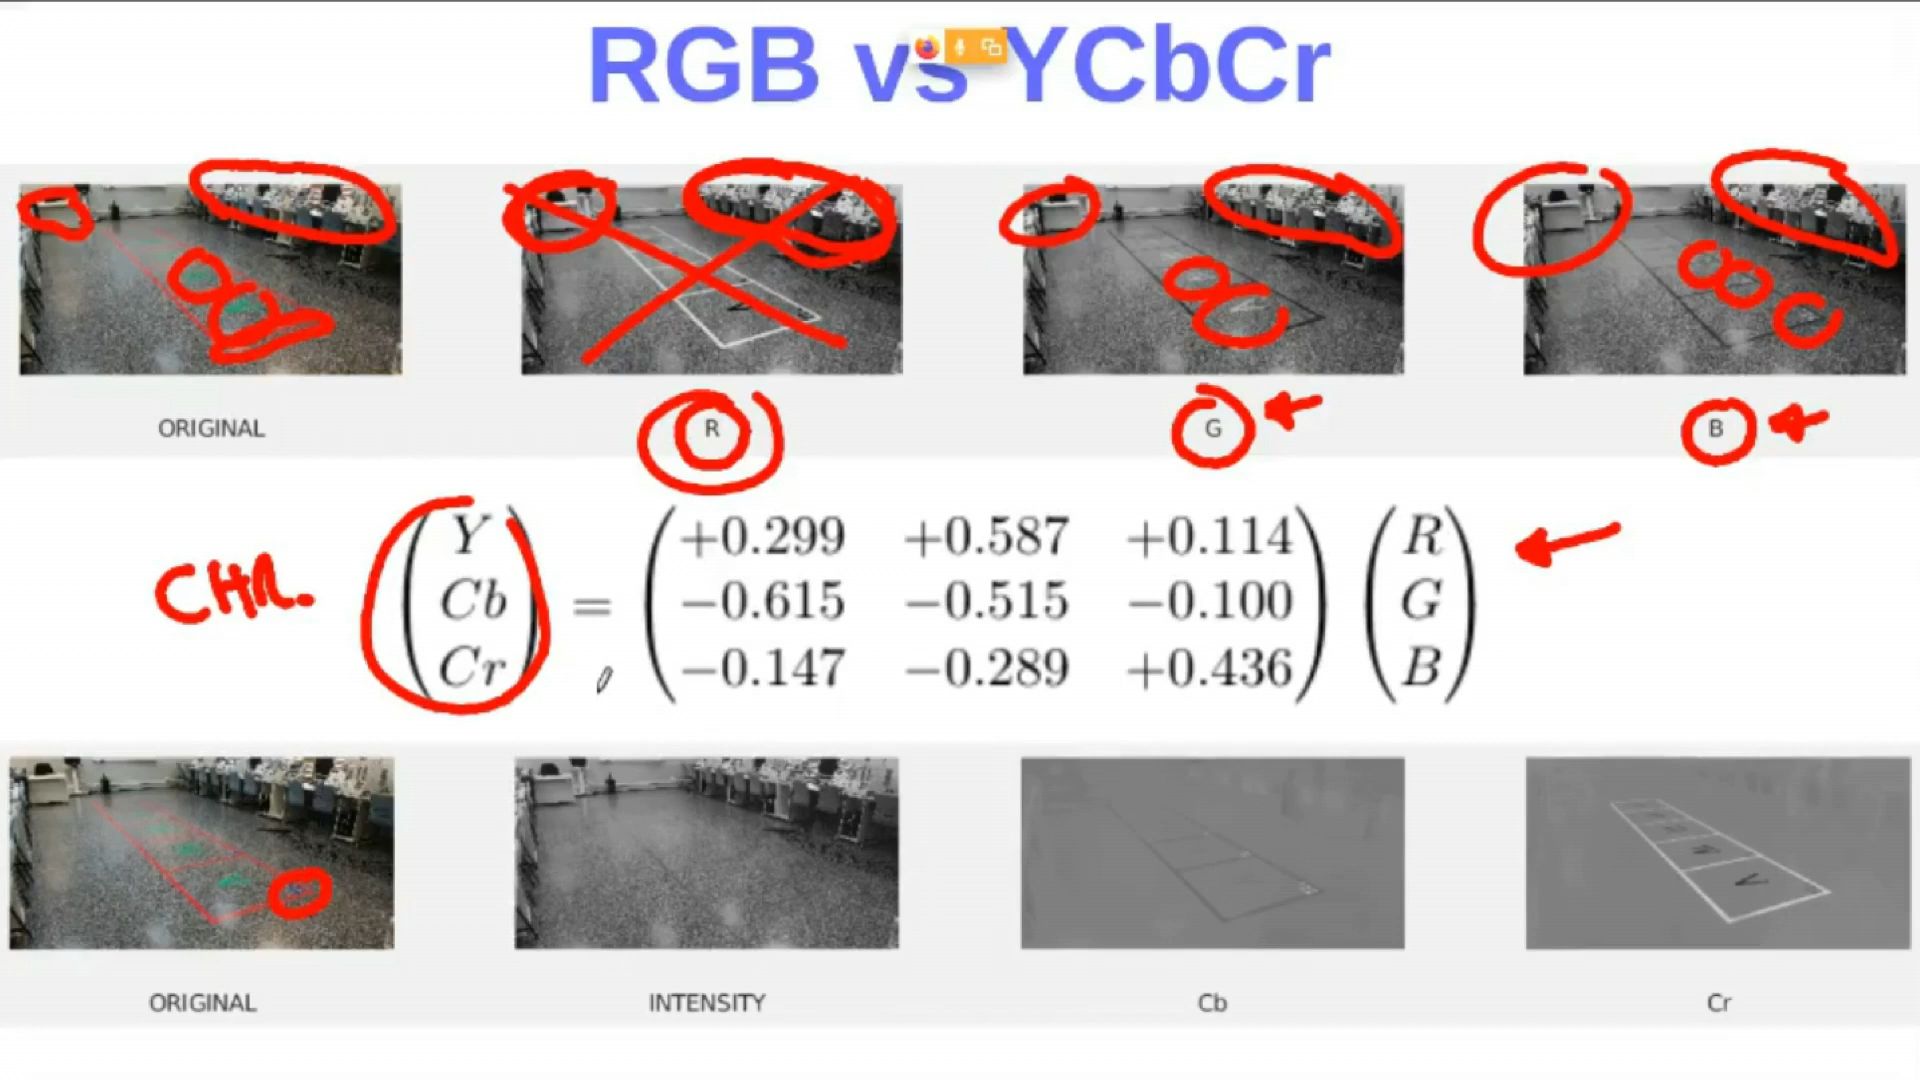 RGB vs YCbCr
ORIGINAL R G B
CHR.
Y +0.299 +0.587 +0.114 R
Cb = −0.615 −0.515 −0.100 G
Cr −0.147 −0.289 +0.436 B
ORIGINAL INTENSITY Cb Cr